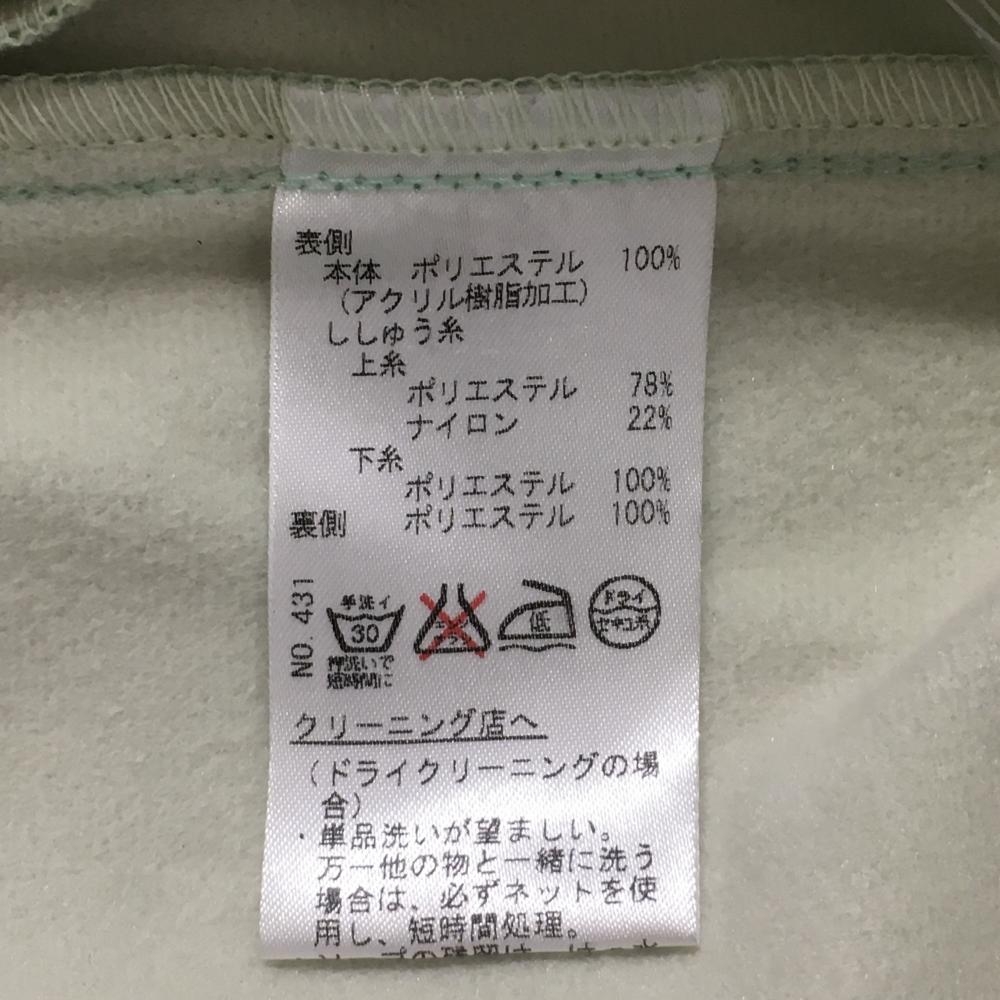 表側
本体 ポリエステル 100%
(アクリル樹脂加工)
ししゅう糸
上糸
ポリエステル 78%
ナイロン 22%
下糸
ポリエステル 100%
裏側 ポリエステル 100%
NO. 431
手洗イ
30
押洗いで
短時間に
低
ドライ
セキユ系
クリーニング店へ
(ドライクリーニングの場
合)
・単品洗いが望ましい。
万一他の物と一緒に洗う
場合は、必ずネットを使
用し、短時間処理。